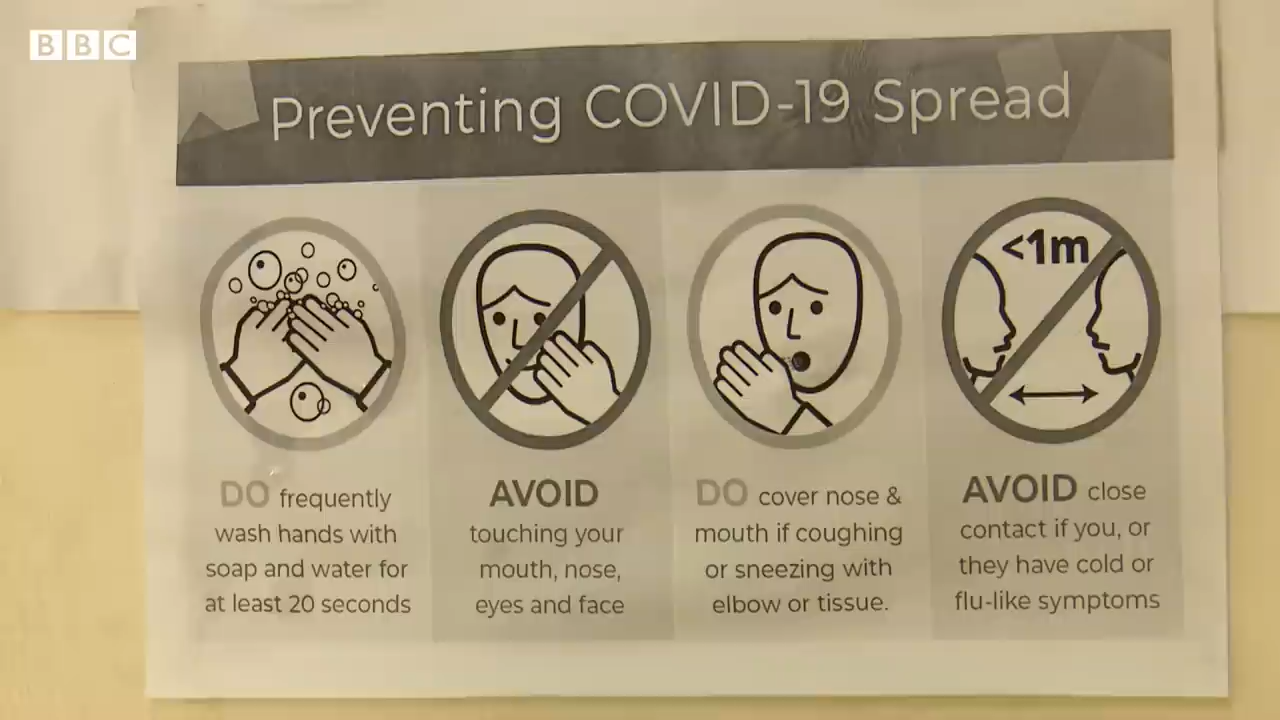 BBC
Preventing COVID-19 Spread
<1m
DO frequently
wash hands with
soap and water for
at least 20 seconds
AVOID
touching your
mouth, nose,
eyes and face
DO cover nose &
mouth if coughing
or sneezing with
elbow or tissue.
AVOID close
contact if you, or
they have cold or
flu-like symptoms